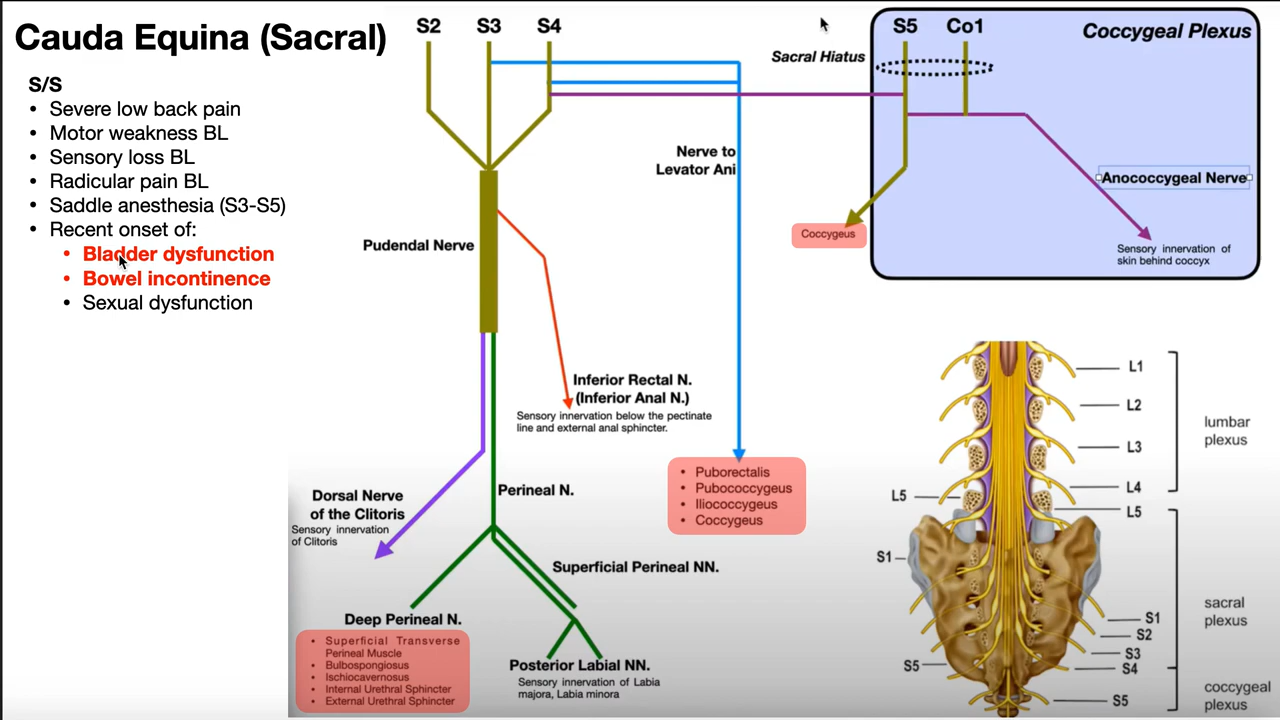 Cauda Equina (Sacral)
S/S
• Severe low back pain
• Motor weakness BL
• Sensory loss BL
• Radicular pain BL
• Saddle anesthesia (S3-S5)
• Recent onset of:
• Bladder dysfunction
• Bowel incontinence
• Sexual dysfunction
S2
S3
S4
Sacral Hiatus
S5
Co1
Coccygeal Plexus
Nerve to
Levator Ani
Anococcygeal Nerve
Coccygeus
Sensory innervation of
skin behind coccyx
Pudendal Nerve
Inferior Rectal N.
(Inferior Anal N.)
Sensory innervation below the pectinate
line and external anal sphincter.
• Puborectalis
• Pubococcygeus
• Iliococcygeus
• Coccygeus
Dorsal Nerve
of the Clitoris
Sensory innervation
of Clitoris
Perineal N.
Superficial Perineal NN.
Deep Perineal N.
• Superficial Transverse
Perineal Muscle
• Bulbospongiosus
• Ischiocavernosus
• Internal Urethral Sphincter
• External Urethral Sphincter
Posterior Labial NN.
Sensory innervation of Labia
majora, Labia minora
L1
L2
L3
L4
L5
L5
S1
S1
S2
S3
S4
S5
S5
lumbar
plexus
sacral
plexus
coccygeal
plexus